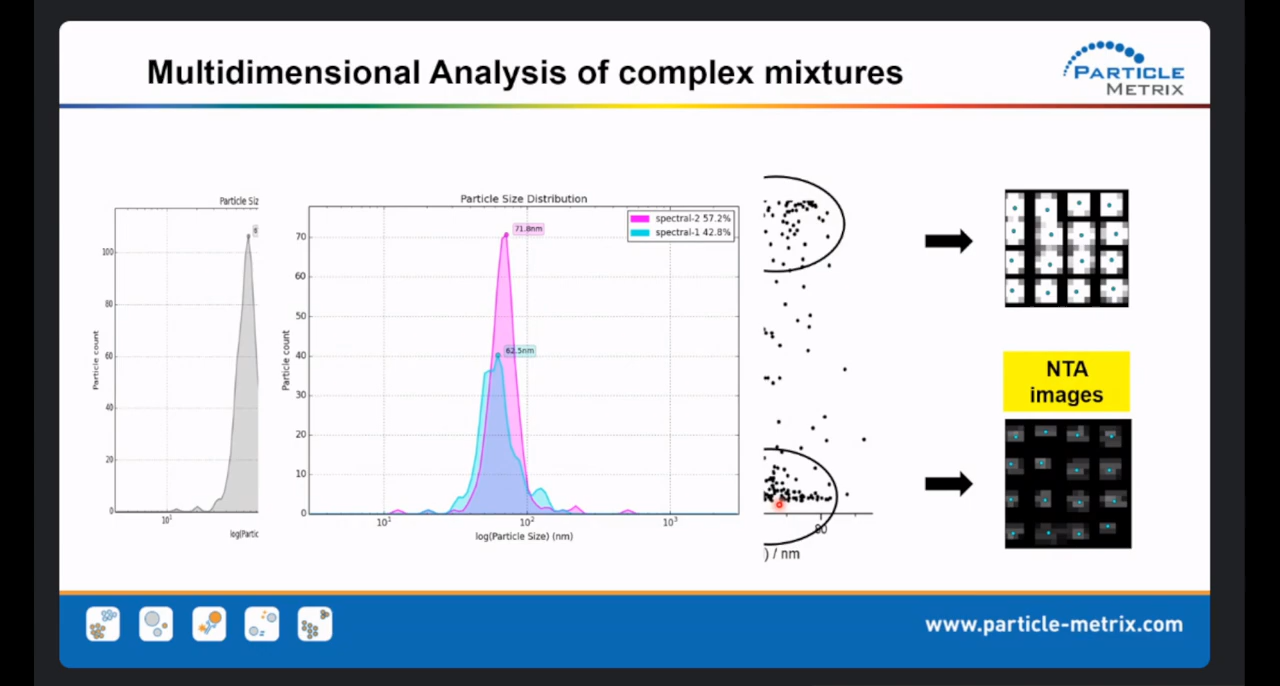 Multidimensional Analysis of complex mixtures
PARTICLE
METRIX
Particle Siz
100
80
60
40
20
0
Particle count
10¹
log(Partic
Particle Size Distribution
spectral-2 57.2%
spectral-1 42.8%
71.8nm
62.5nm
70
60
50
40
30
20
10
0
Particle count
10¹
10²
10³
log(Particle Size) (nm)
) / nm
NTA
images
www.particle-metrix.com